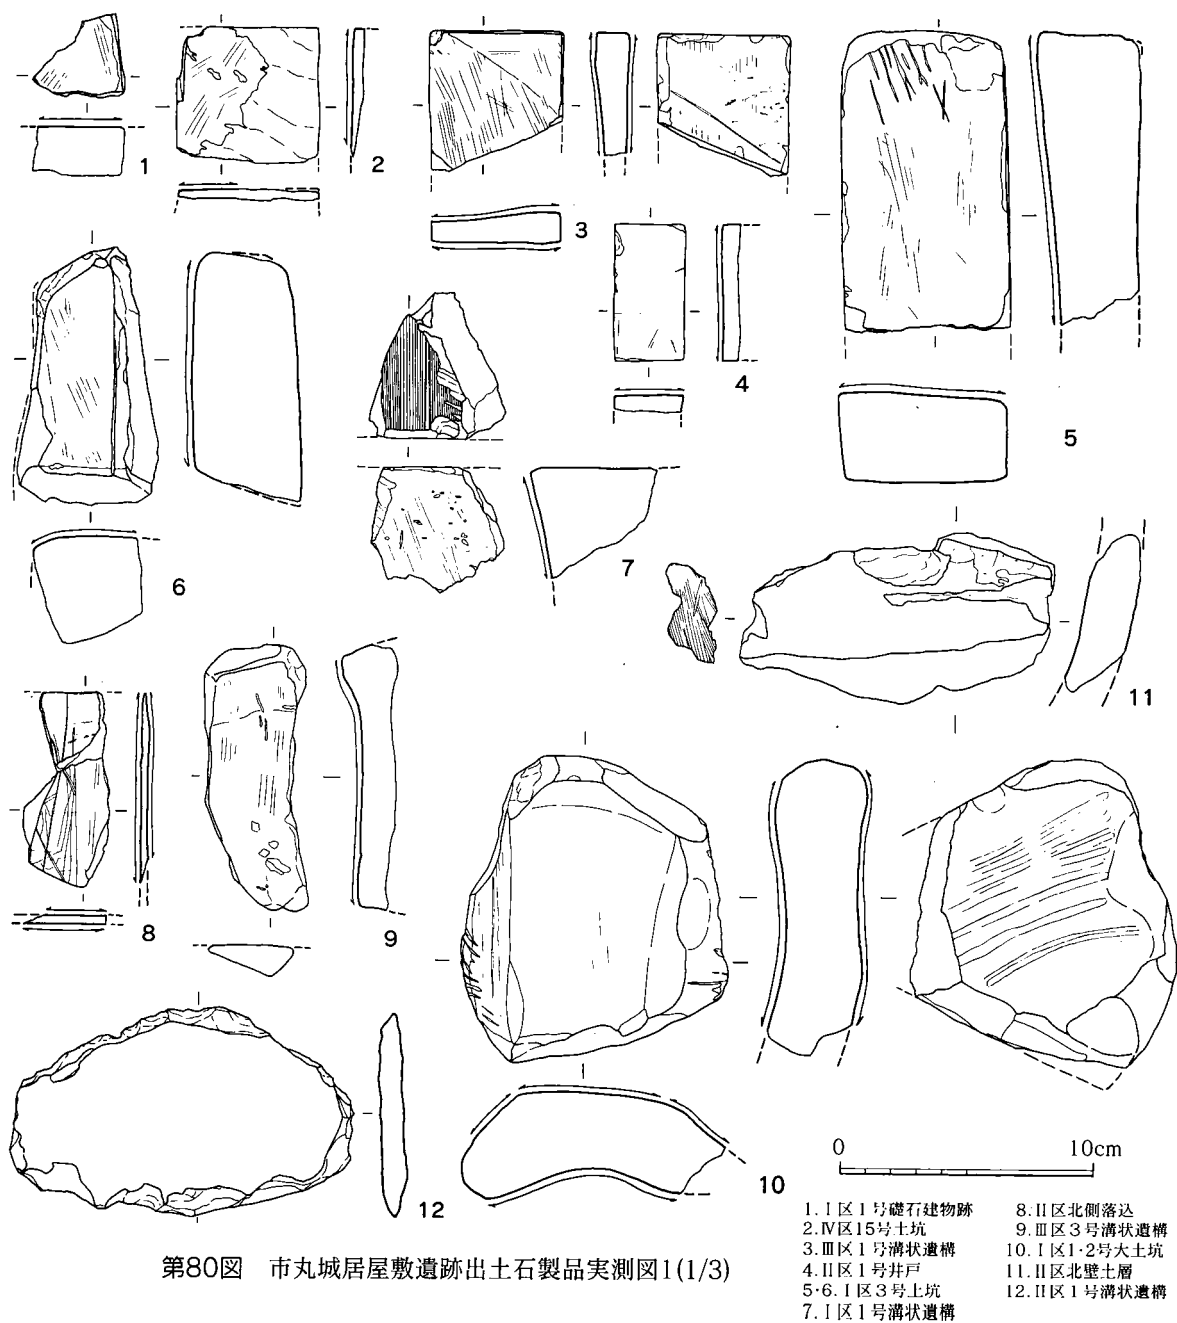 1
2
3
4
5
6
7
8
9
10
11
12
0 10cm
1.Ⅰ区1号礎石建物跡
2.Ⅳ区15号土坑
3.Ⅲ区1号溝状遺構
4.Ⅱ区1号井戸
5·6.Ⅰ区3号土坑
7.Ⅰ区1号溝状遺構
8.Ⅱ区北側落込
9.Ⅲ区3号溝状遺構
10.Ⅰ区1·2号大土坑
11.Ⅱ区北壁土層
12.Ⅱ区1号溝状遺構
第80図 市丸城居屋敷遺跡出土石製品実測図1(1/3)